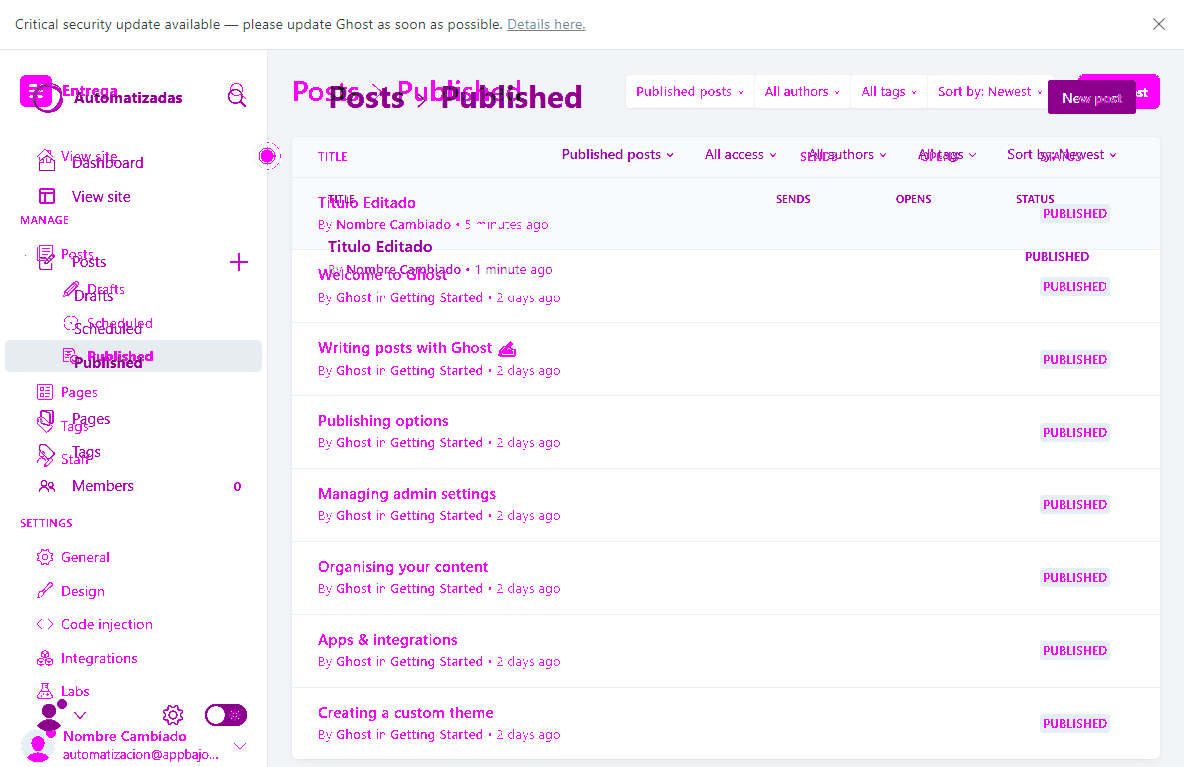 Critical security update available — please update Ghost as soon as possible. Details here.
Entrega
Automatizadas
View site
Dashboard
View site
MANAGE
Posts
Posts
Drafts
Drafts
Scheduled
Scheduled
Published
Published
Pages
Pages
Tags
Tags
Staff
Members 0
SETTINGS
General
Design
Code injection
Integrations
Labs
Nombre Cambiado
automatizacion@appbajo...
Posts > Published
Posts > Published
Published posts All authors All tags Sort by: Newest
New post
Published posts All access All authors All tags Sort by: Newest
TITLE SENDS OPENS STATUS
TITLE SENDS OPENS STATUS
Titulo Editado
By Nombre Cambiado • 5 minutes ago
PUBLISHED
Titulo Editado
By Nombre Cambiado • 1 minute ago
PUBLISHED
Welcome to Ghost
By Ghost in Getting Started • 2 days ago
PUBLISHED
Writing posts with Ghost ✍️
By Ghost in Getting Started • 2 days ago
PUBLISHED
Publishing options
By Ghost in Getting Started • 2 days ago
PUBLISHED
Managing admin settings
By Ghost in Getting Started • 2 days ago
PUBLISHED
Organising your content
By Ghost in Getting Started • 2 days ago
PUBLISHED
Apps & integrations
By Ghost in Getting Started • 2 days ago
PUBLISHED
Creating a custom theme
By Ghost in Getting Started • 2 days ago
PUBLISHED